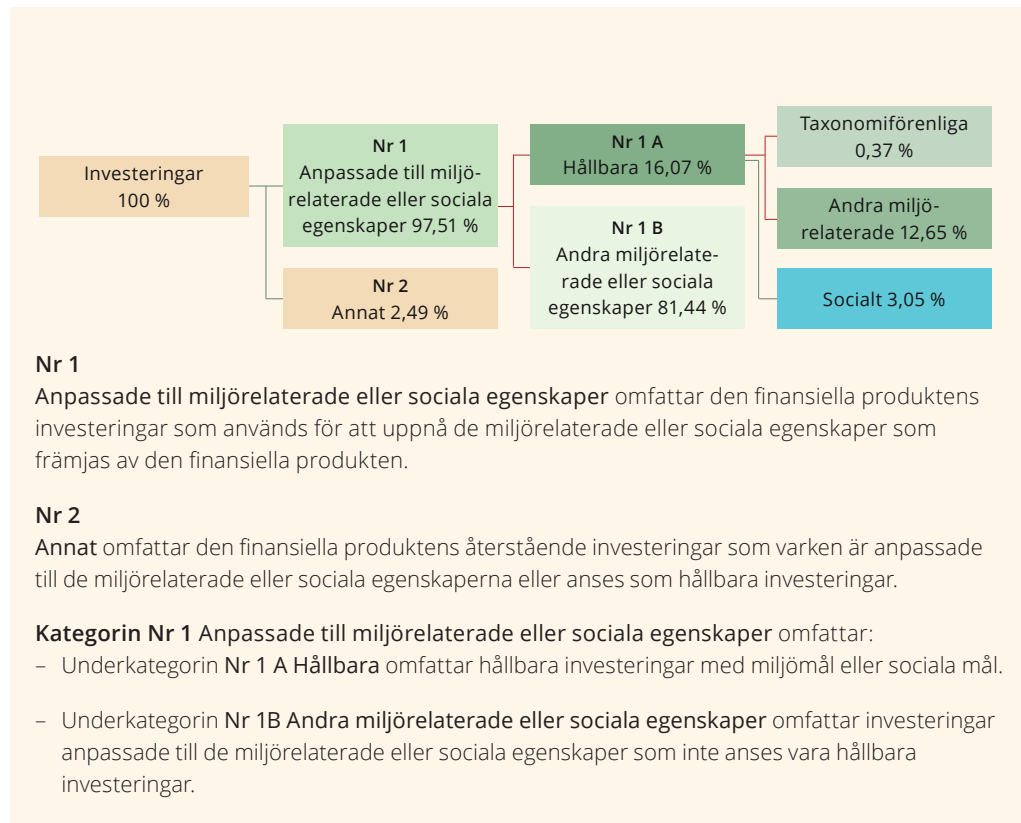 Investeringar
100 %
Nr 1
Anpassade till miljö-
relaterade eller sociala
egenskaper 97,51 %
Nr 2
Annat 2,49 %
Nr 1 A
Hållbara 16,07 %
Nr 1 B
Andra miljörelate-
rade eller sociala
egenskaper 81,44 %
Taxonomiförenliga
0,37 %
Andra miljö-
relaterade 12,65 %
Socialt 3,05 %
Nr 1
Anpassade till miljörelaterade eller sociala egenskaper omfattar den finansiella produktens
investeringar som används för att uppnå de miljörelaterade eller sociala egenskaper som
främjas av den finansiella produkten.
Nr 2
Annat omfattar den finansiella produktens återstående investeringar som varken är anpassade
till de miljörelaterade eller sociala egenskaperna eller anses som hållbara investeringar.
Kategorin Nr 1 Anpassade till miljörelaterade eller sociala egenskaper omfattar:
– Underkategorin Nr 1 A Hållbara omfattar hållbara investeringar med miljömål eller sociala mål.
– Underkategorin Nr 1B Andra miljörelaterade eller sociala egenskaper omfattar investeringar
anpassade till de miljörelaterade eller sociala egenskaper som inte anses vara hållbara
investeringar.